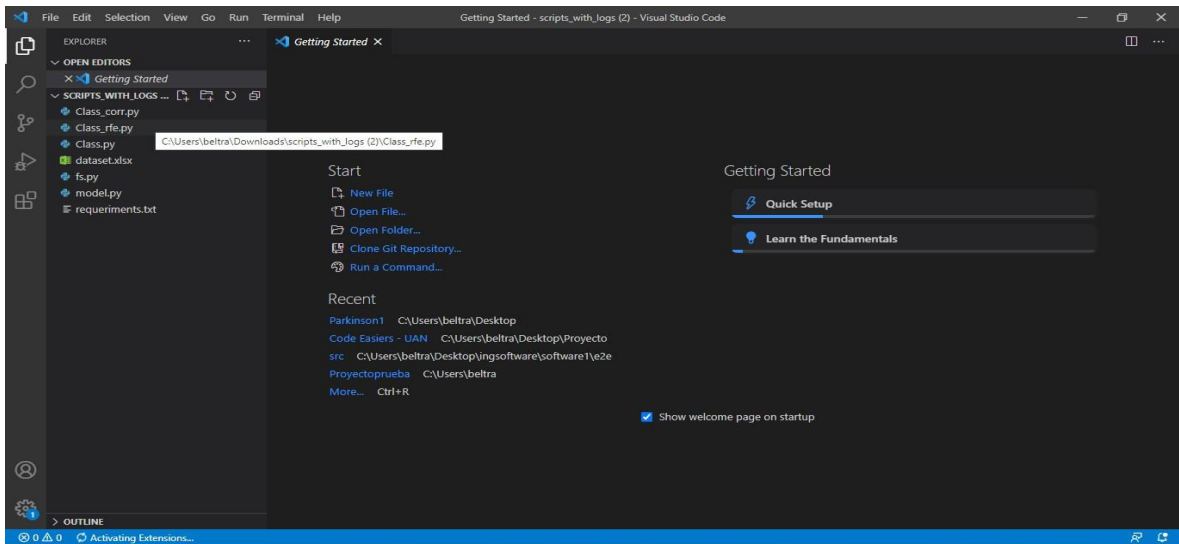 File Edit Selection View Go Run Terminal Help
Getting Started - scripts_with_logs (2) - Visual Studio Code
EXPLORER
Getting Started
OPEN EDITORS
Getting Started
SCRIPTS_WITH_LOGS ...
Class_corr.py
Class_rfe.py
C:\Users\beltra\Downloads\scripts_with_logs (2)\Class_rfe.py
Class.py
dataset.xlsx
fs.py
model.py
requeriments.txt
Start
New File
Open File...
Open Folder...
Clone Git Repository...
Run a Command...
Recent
Parkinson1 C:\Users\beltra\Desktop
Code Easiers - UAN C:\Users\beltra\Desktop\Proyecto
src C:\Users\beltra\Desktop\ingsoftware\software1\e2e
Proyectoprueba C:\Users\beltra
More... Ctrl+R
Getting Started
Quick Setup
Learn the Fundamentals
Show welcome page on startup
1
OUTLINE
0 0 Activating Extensions...